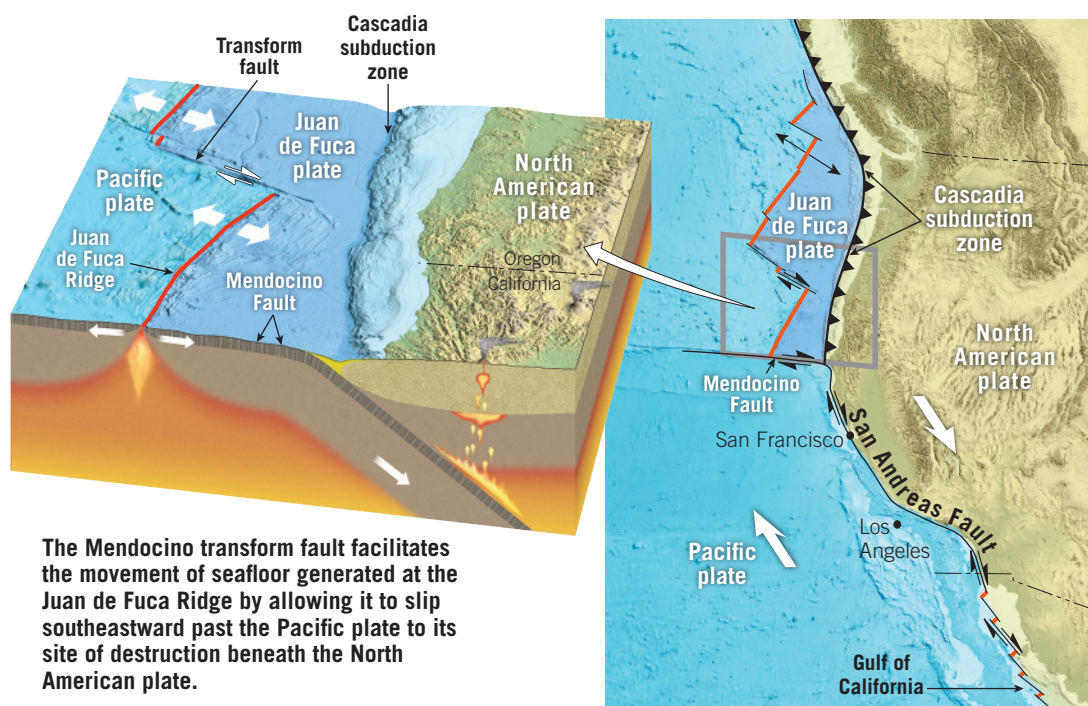 Cascadia
subduction
zone
Transform
fault
Juan
de Fuca
plate
Pacific
plate
North
American
plate
Juan
de Fuca
Ridge
Mendocino
Fault
Oregon
California
The Mendocino transform fault facilitates
the movement of seafloor generated at the
Juan de Fuca Ridge by allowing it to slip
southeastward past the Pacific plate to its
site of destruction beneath the North
American plate.
Juan
de Fuca
plate
Cascadia
subduction
zone
North
American
plate
Mendocino
Fault
San Francisco
San Andreas Fault
Los
Angeles
Pacific
plate
Gulf of
California